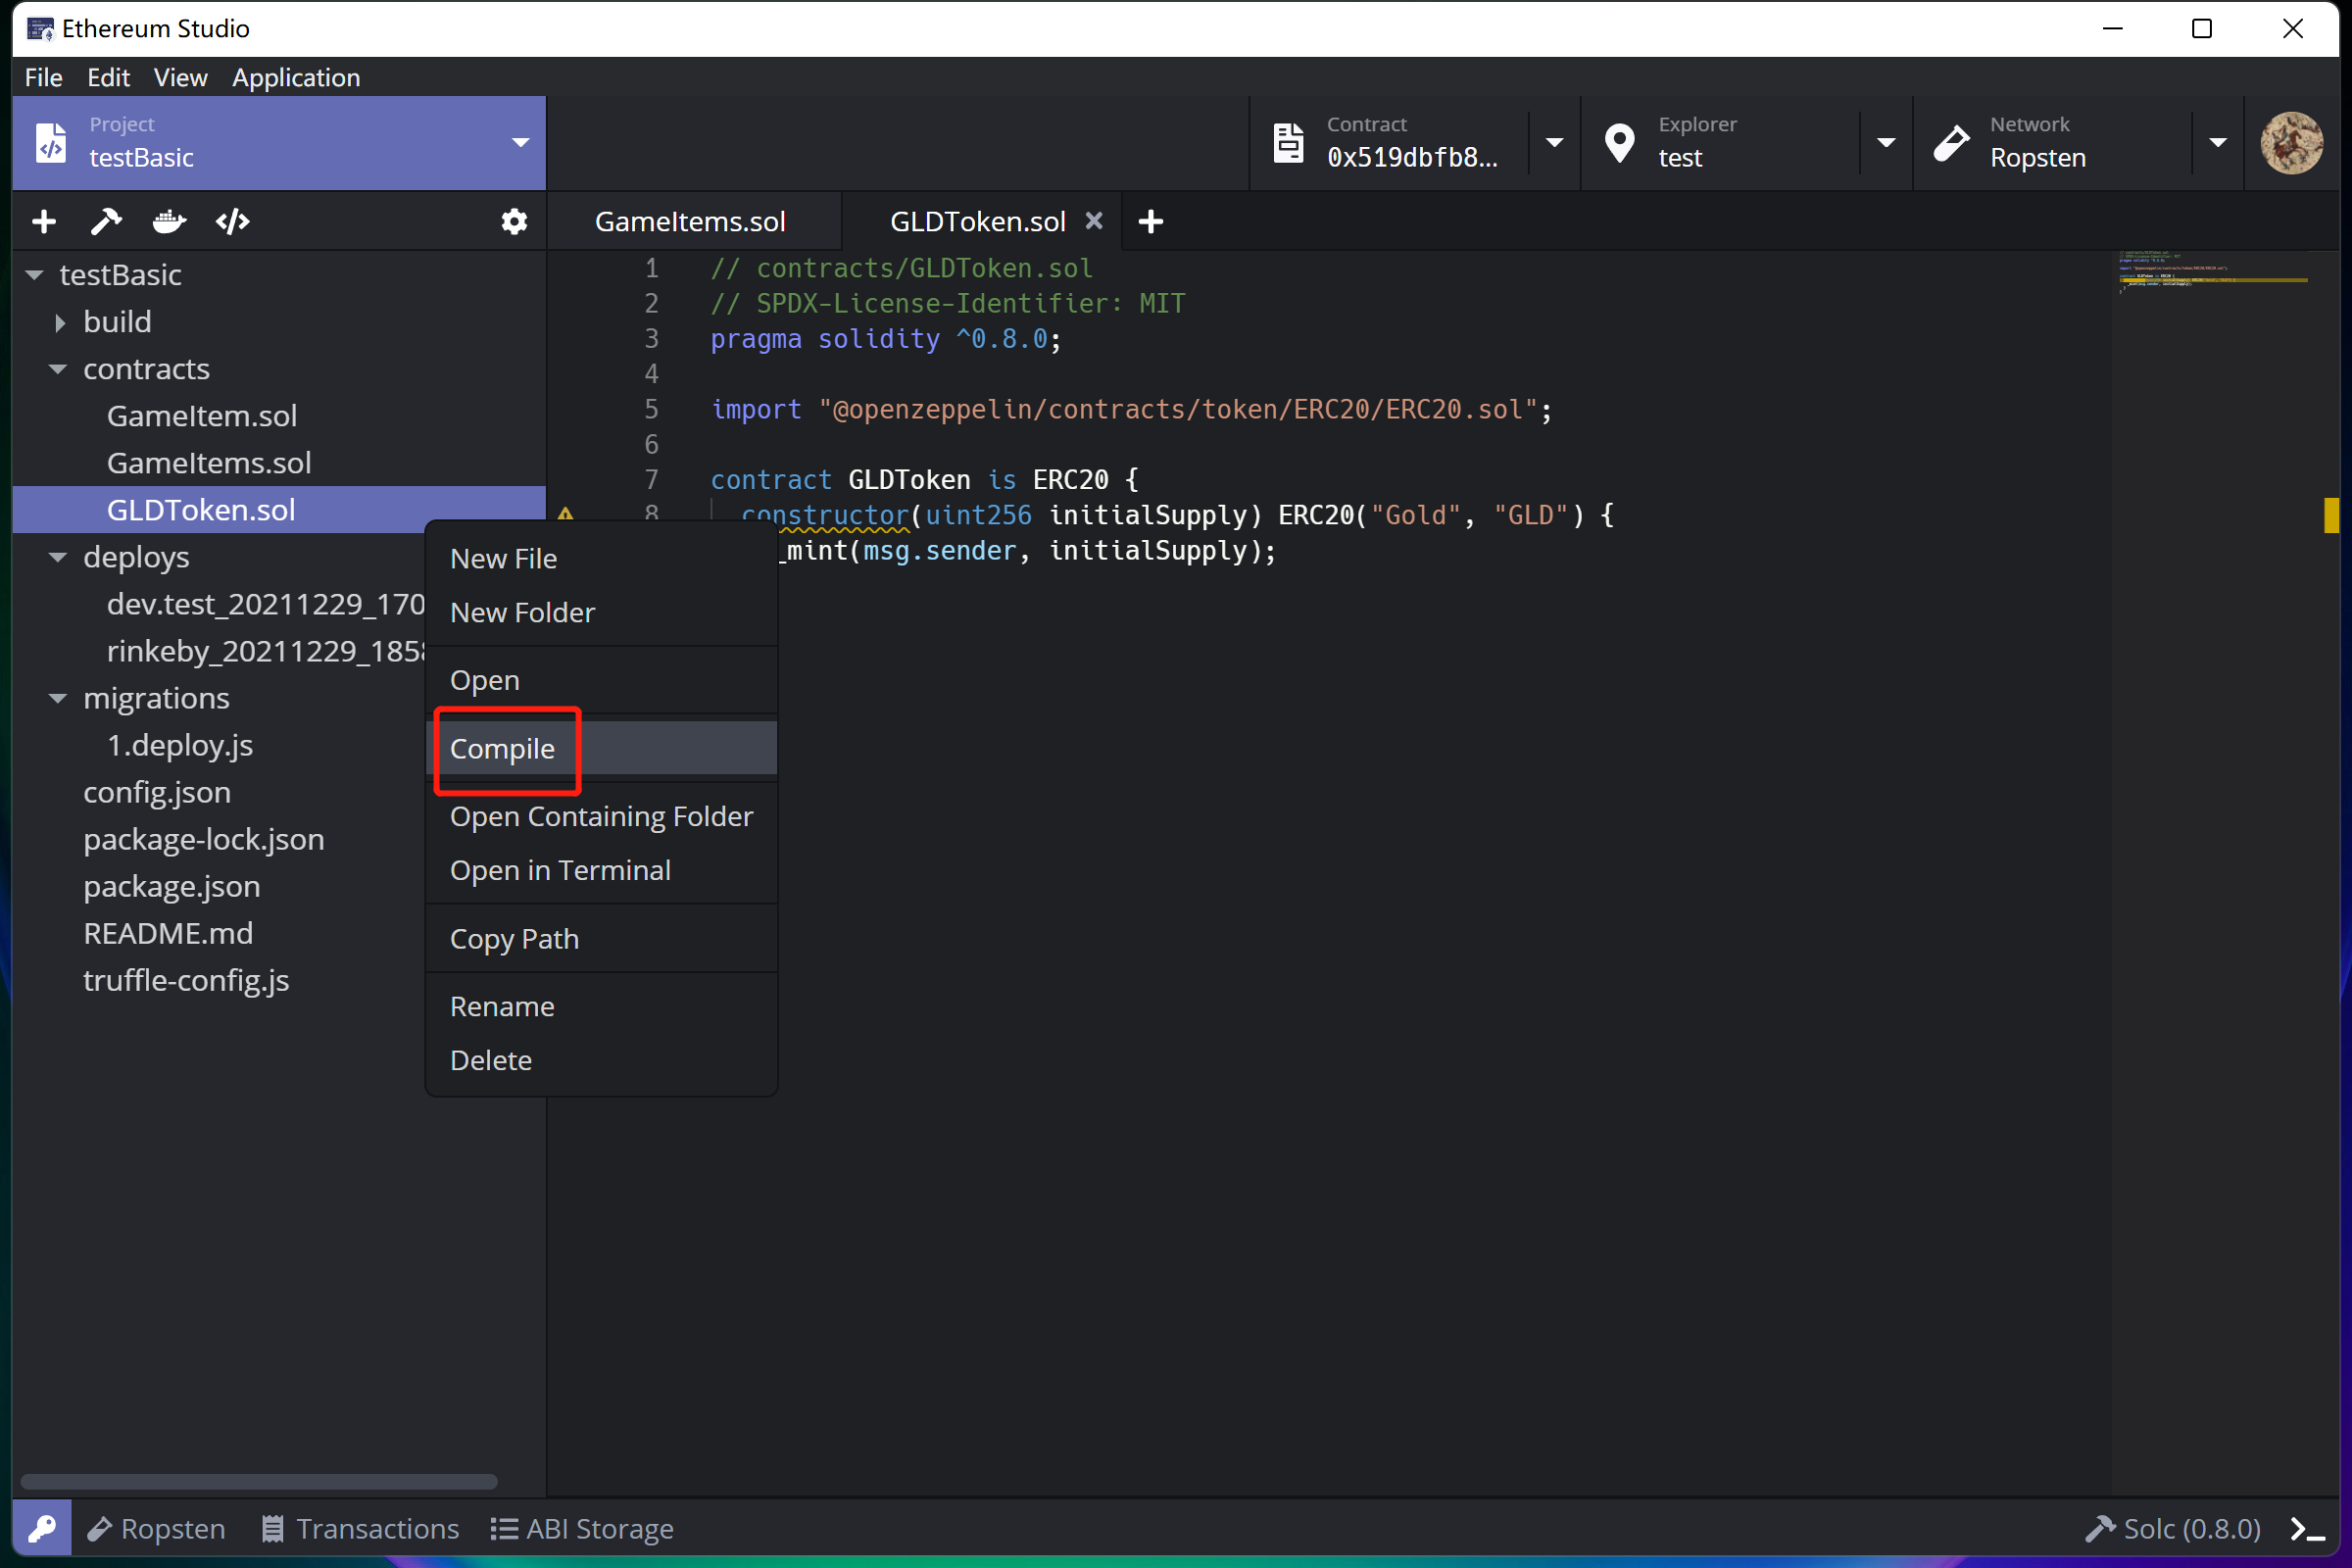 Ethereum Studio
File Edit View Application
Project
testBasic
Contract
0x519dbfb8...
Explorer
test
Network
Ropsten
GameItems.sol
GLDToken.sol
testBasic
build
contracts
GameItem.sol
GameItems.sol
GLDToken.sol
deploys
dev.test_20211229_170
rinkeby_20211229_185
migrations
1.deploy.js
config.json
package-lock.json
package.json
README.md
truffle-config.js
1 // contracts/GLDToken.sol
2 // SPDX-License-Identifier: MIT
3 pragma solidity ^0.8.0;
4
5 import "@openzeppelin/contracts/token/ERC20/ERC20.sol";
6
7 contract GLDToken is ERC20 {
8 constructor(uint256 initialSupply) ERC20("Gold", "GLD") {
_mint(msg.sender, initialSupply);
New File
New Folder
Open
Compile
Open Containing Folder
Open in Terminal
Copy Path
Rename
Delete
Ropsten
Transactions
ABI Storage
Solc (0.8.0)